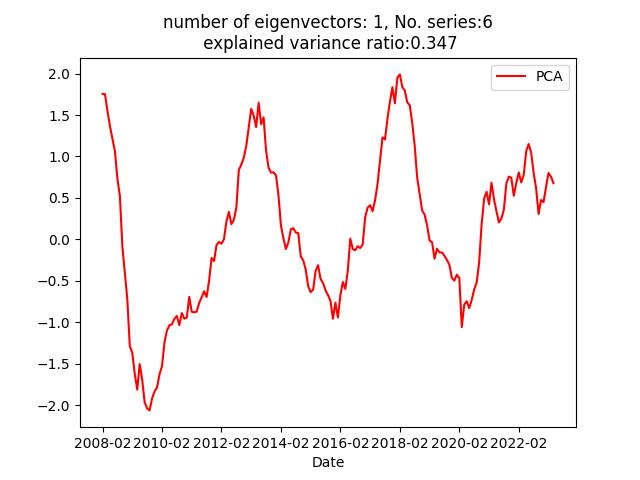 number of eigenvectors: 1, No. series:6
explained variance ratio:0.347
PCA
2.0
1.5
1.0
0.5
0.0
−0.5
−1.0
−1.5
−2.0
2008-02 2010-02 2012-02 2014-02 2016-02 2018-02 2020-02 2022-02
Date